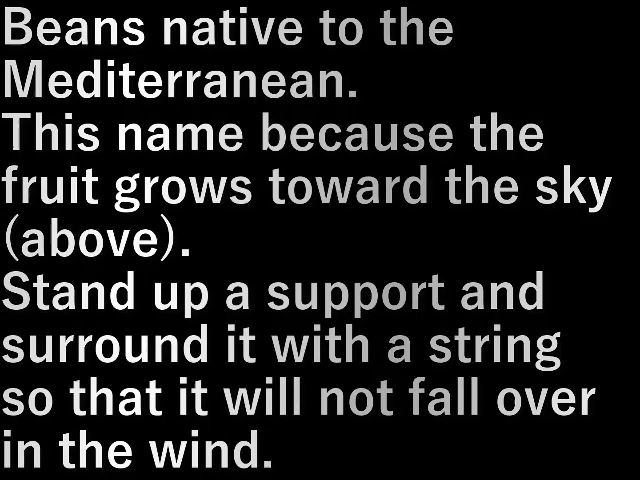 Beans native to the
Mediterranean.
This name because the
fruit grows toward the sky
(above).
Stand up a support and
surround it with a string
so that it will not fall over
in the wind.